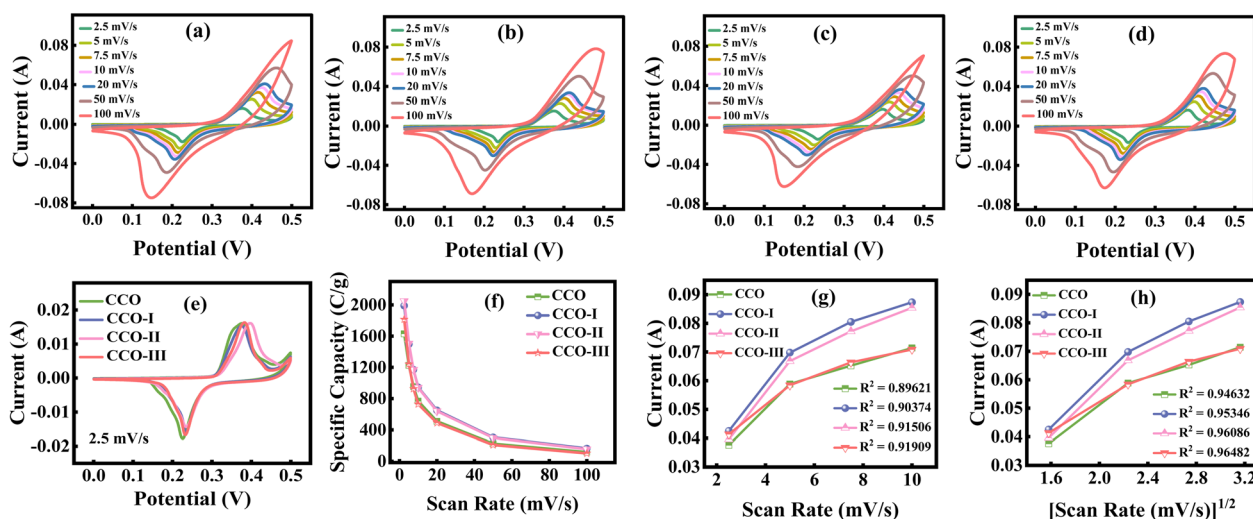 (a)
2.5 mV/s
5 mV/s
7.5 mV/s
10 mV/s
20 mV/s
50 mV/s
100 mV/s
0.08
0.04
0.00
-0.04
-0.08
Current (A)
0.0 0.1 0.2 0.3 0.4 0.5
Potential (V)
(b)
2.5 mV/s
5 mV/s
7.5 mV/s
10 mV/s
20 mV/s
50 mV/s
100 mV/s
0.08
0.04
0.00
-0.04
-0.08
Current (A)
0.0 0.1 0.2 0.3 0.4 0.5
Potential (V)
(c)
2.5 mV/s
5 mV/s
7.5 mV/s
10 mV/s
20 mV/s
50 mV/s
100 mV/s
0.08
0.04
0.00
-0.04
-0.08
Current (A)
0.0 0.1 0.2 0.3 0.4 0.5
Potential (V)
(d)
2.5 mV/s
5 mV/s
7.5 mV/s
10 mV/s
20 mV/s
50 mV/s
100 mV/s
0.08
0.04
0.00
-0.04
-0.08
Current (A)
0.0 0.1 0.2 0.3 0.4 0.5
Potential (V)
(e)
CCO
CCO-I
CCO-II
CCO-III
2.5 mV/s
0.02
0.01
0.00
-0.01
-0.02
Current (A)
0.0 0.1 0.2 0.3 0.4 0.5
Potential (V)
(f)
CCO
CCO-I
CCO-II
CCO-III
2000
1600
1200
800
400
0
Specific Capacity (C/g)
0 20 40 60 80 100
Scan Rate (mV/s)
(g)
CCO
CCO-I
CCO-II
CCO-III
R² = 0.89621
R² = 0.90374
R² = 0.91506
R² = 0.91909
0.09
0.08
0.07
0.06
0.05
0.04
0.03
Current (A)
2 4 6 8 10
Scan Rate (mV/s)
(h)
CCO
CCO-I
CCO-II
CCO-III
R² = 0.94632
R² = 0.95346
R² = 0.96086
R² = 0.96482
0.09
0.08
0.07
0.06
0.05
0.04
0.03
Current (A)
1.6 2.0 2.4 2.8 3.2
[Scan Rate (mV/s)]^1/2